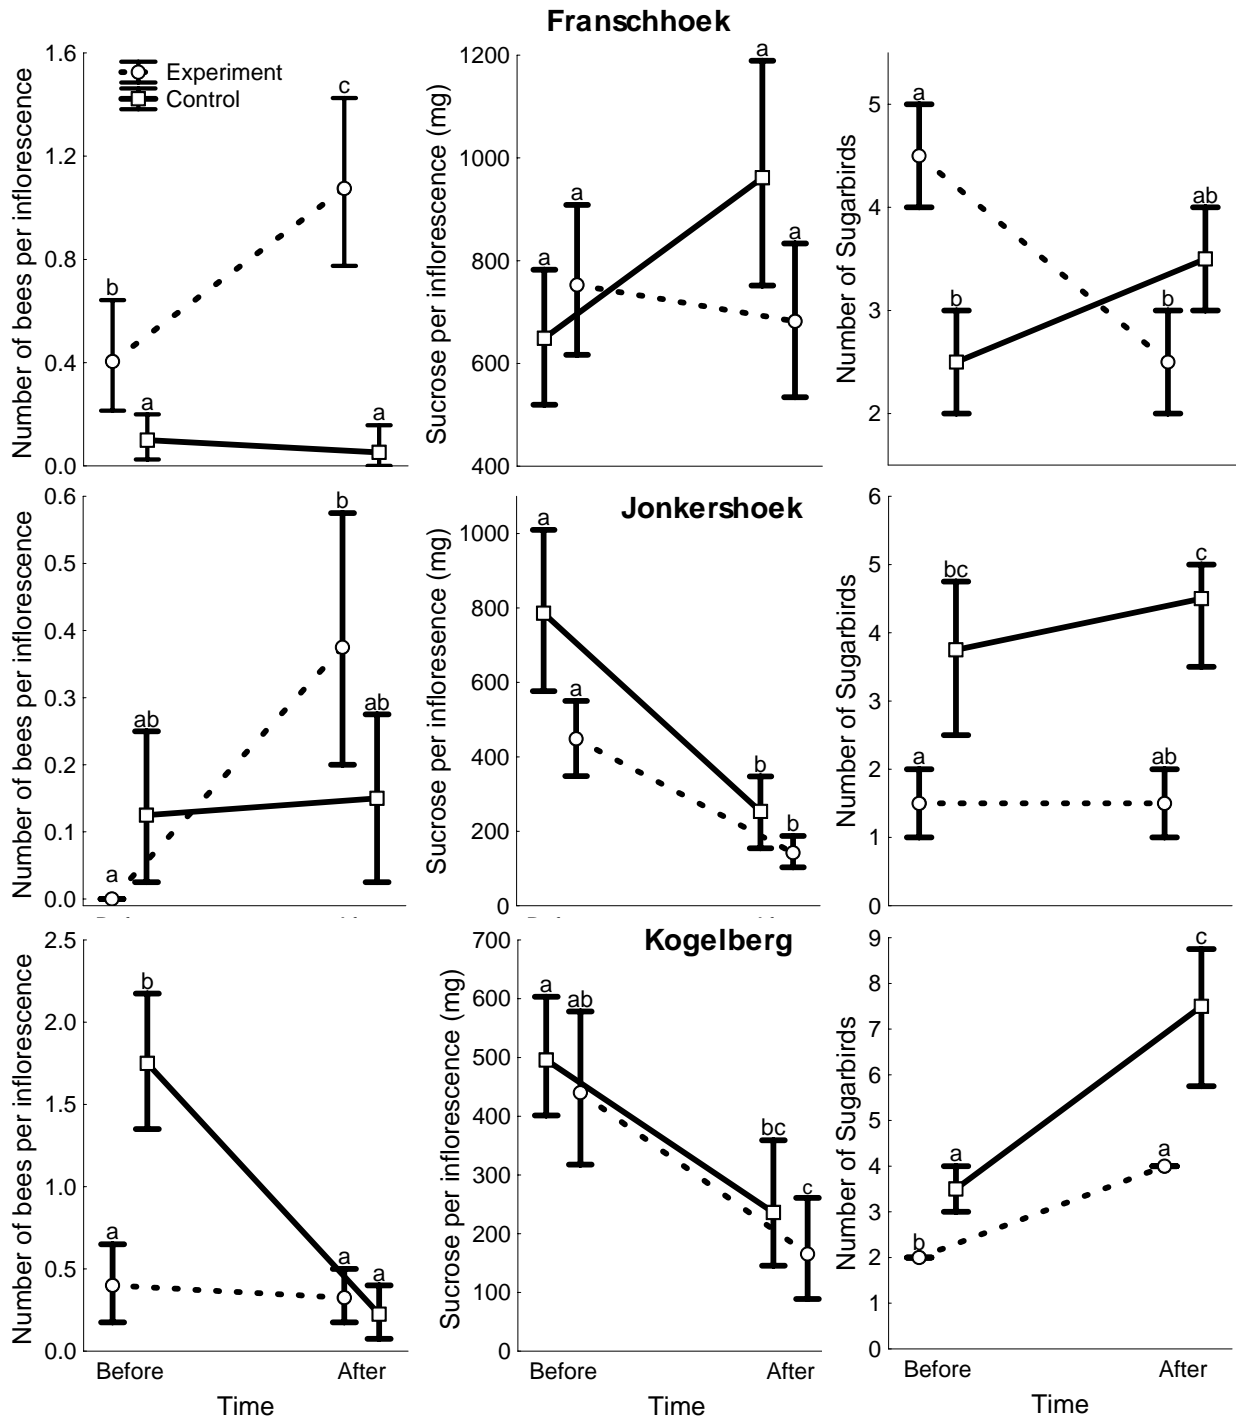 Franschhoek
Number of bees per inflorescence
1.6
1.2
0.8
0.4
0.0
Experiment
Control
b
c
a
a
Sucrose per inflorescence (mg)
1200
1000
800
600
400
a
a
a
a
Number of Sugarbirds
5
4
3
2
a
b
ab
b
Jonkershoek
Number of bees per inflorescence
0.6
0.5
0.4
0.3
0.2
0.1
0.0
a
ab
b
ab
Sucrose per infloresence (mg)
1000
800
600
400
200
0
a
a
b
b
Number of Sugarbirds
6
5
4
3
2
1
0
bc
c
a
ab
Kogelberg
Number of bees per inflorescence
2.5
2.0
1.5
1.0
0.5
0.0
b
a
a
a
Before
After
Time
Sucrose per inflorescence (mg)
700
600
500
400
300
200
100
0
a
ab
bc
c
Before
After
Time
Number of Sugarbirds
9
8
7
6
5
4
3
2
1
0
c
a
a
b
Before
After
Time